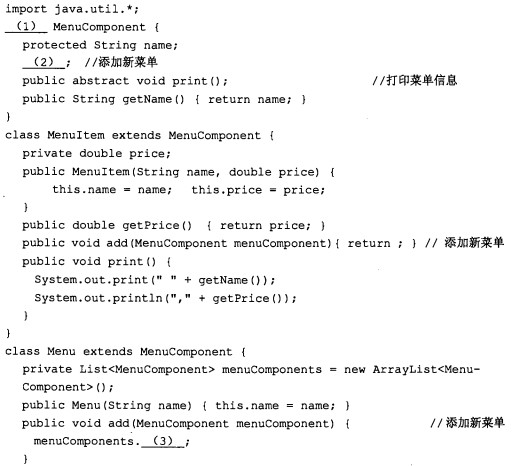 import java.util.*;
(1) MenuComponent {
protected String name;
(2) ; //添加新菜单
public abstract void print(); //打印菜单信息
public String getName() { return name; }
}
class MenuItem extends MenuComponent {
private double price;
public MenuItem(String name, double price) {
this.name = name; this.price = price;
}
public double getPrice() { return price; }
public void add(MenuComponent menuComponent){ return ; } // 添加新菜单
public void print() {
System.out.print(" " + getName());
System.out.println("," + getPrice());
}
}
class Menu extends MenuComponent {
private List<MenuComponent> menuComponents = new ArrayList<Menu-
Component>();
public Menu(String name) { this.name = name; }
public void add(MenuComponent menuComponent) { //添加新菜单
menuComponents. (3) ;
}